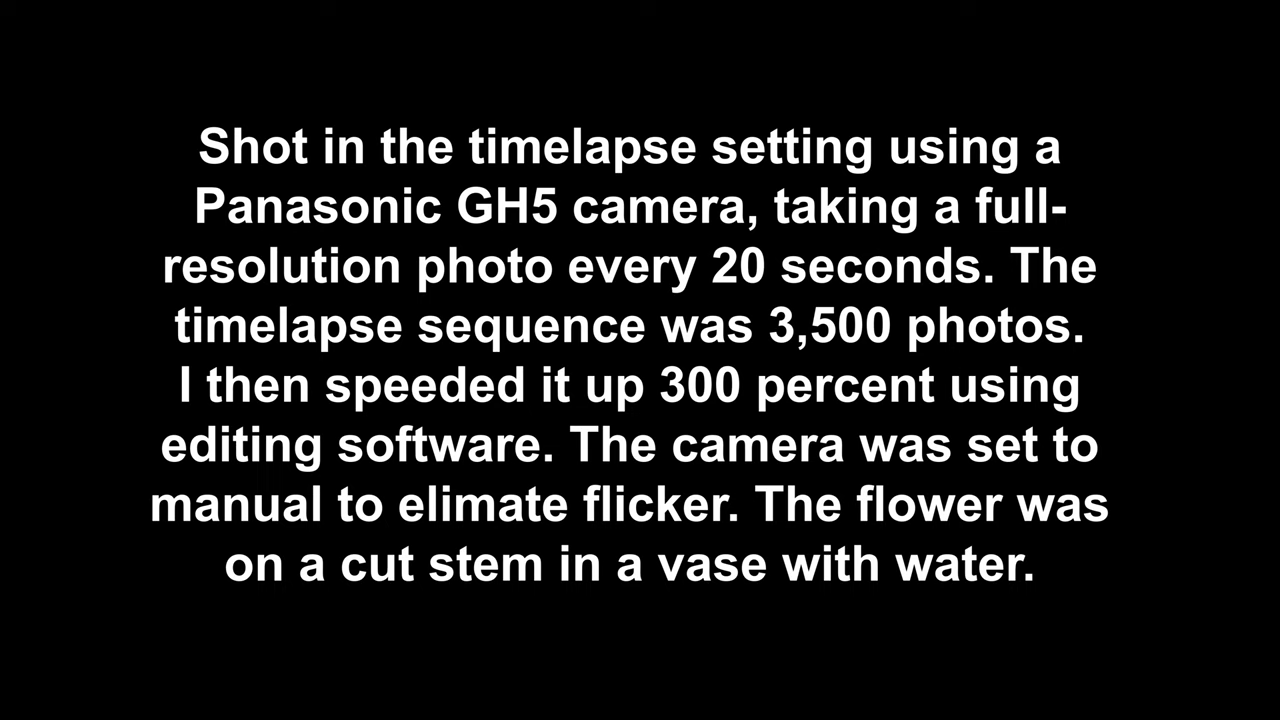 Shot in the timelapse setting using a
Panasonic GH5 camera, taking a full-
resolution photo every 20 seconds. The
timelapse sequence was 3,500 photos.
I then speeded it up 300 percent using
editing software. The camera was set to
manual to elimate flicker. The flower was
on a cut stem in a vase with water.